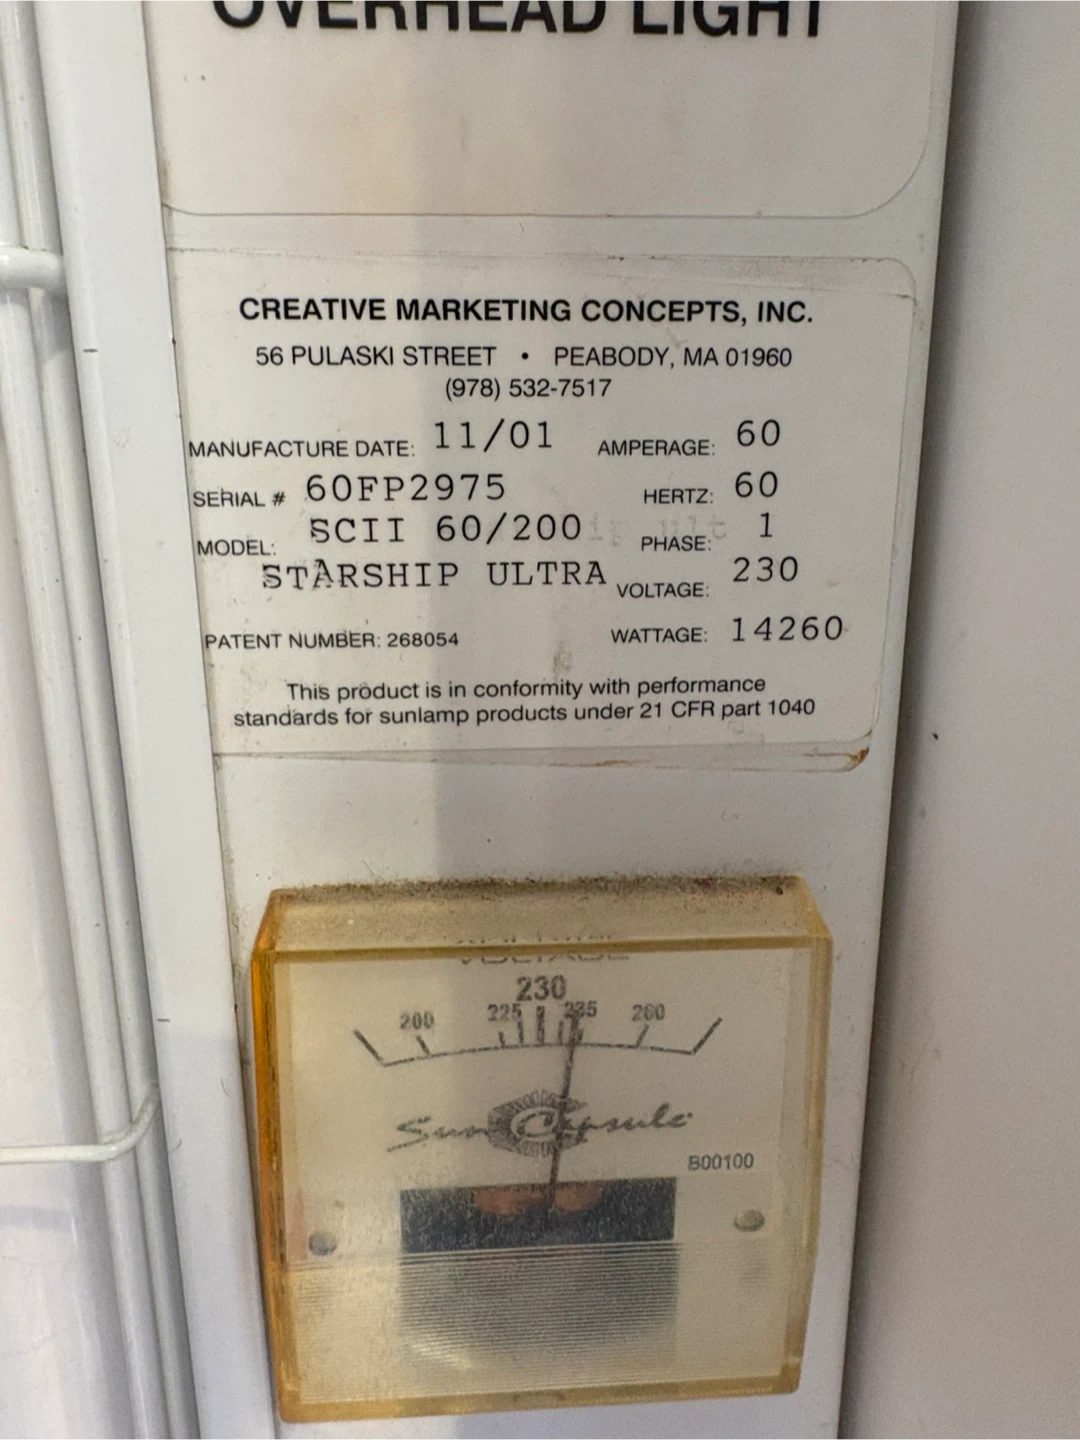 OVERHEAD LIGHT
CREATIVE MARKETING CONCEPTS, INC.
56 PULASKI STREET • PEABODY, MA 01960
(978) 532-7517
MANUFACTURE DATE: 11/01 AMPERAGE: 60
SERIAL # 60FP2975 HERTZ: 60
MODEL: SCII 60/200 PHASE: 1
STARSHIP ULTRA VOLTAGE: 230
PATENT NUMBER: 268054 WATTAGE: 14260
This product is in conformity with performance
standards for sunlamp products under 21 CFR part 1040
VOLTAGE
230
200 225 235 260
Sun Capsule
B00100